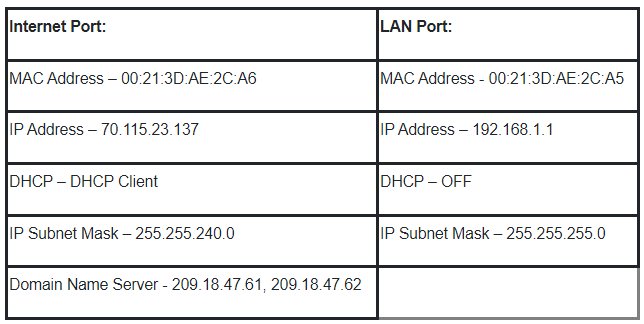 Internet Port:
LAN Port:
MAC Address – 00:21:3D:AE:2C:A6
MAC Address - 00:21:3D:AE:2C:A5
IP Address – 70.115.23.137
IP Address – 192.168.1.1
DHCP – DHCP Client
DHCP – OFF
IP Subnet Mask – 255.255.240.0
IP Subnet Mask – 255.255.255.0
Domain Name Server - 209.18.47.61, 209.18.47.62